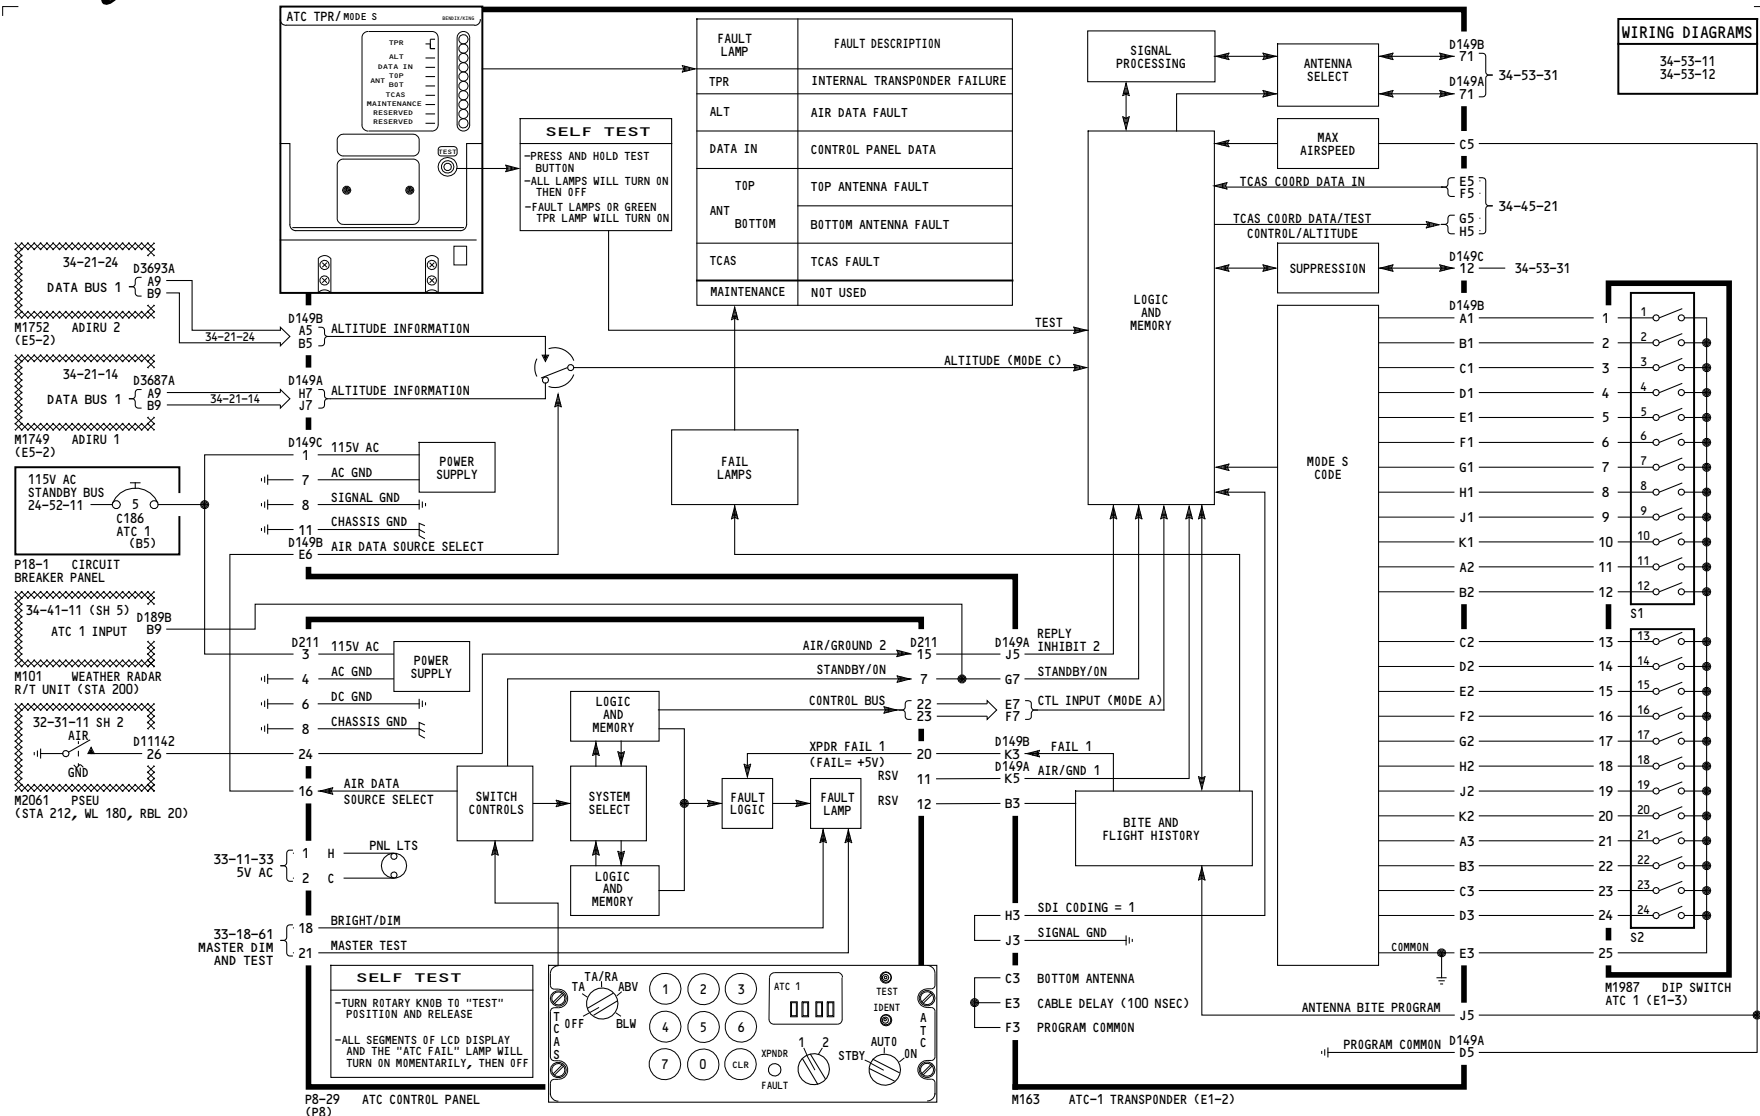 ATC TPR/MODE S
BENDIX/KING
TPR
ALT
DATA IN
TOP
ANT
BOT
TCAS
MAINTENANCE
RESERVED
RESERVED
TEST
SELF TEST
-PRESS AND HOLD TEST
BUTTON
-ALL LAMPS WILL TURN ON
THEN OFF
-FAULT LAMPS OR GREEN
TPR LAMP WILL TURN ON
FAULT LAMP FAULT DESCRIPTION
TPR INTERNAL TRANSPONDER FAILURE
ALT AIR DATA FAULT
DATA IN CONTROL PANEL DATA
TOP TOP ANTENNA FAULT
ANT
BOTTOM BOTTOM ANTENNA FAULT
TCAS TCAS FAULT
MAINTENANCE NOT USED
SIGNAL
PROCESSING
ANTENNA
SELECT
D149B
71
D149A
71
34-53-31
WIRING DIAGRAMS
34-53-11
34-53-12
MAX
AIRSPEED
C5
TCAS COORD DATA IN
E5
F5
34-45-21
TCAS COORD DATA/TEST
CONTROL/ALTITUDE
G5
H5
SUPPRESSION
D149C
12
34-53-31
LOGIC
AND
MEMORY
34-21-24
DATA BUS 1
D3693A
A9
B9
M1752 ADIRU 2
(E5-2)
34-21-24
D149B
A5
B5
ALTITUDE INFORMATION
TEST
ALTITUDE (MODE C)
34-21-14
DATA BUS 1
D3687A
A9
B9
M1749 ADIRU 1
(E5-2)
34-21-14
D149A
H7
J7
ALTITUDE INFORMATION
115V AC
STANDBY BUS
24-52-11
5
C186
ATC 1
(B5)
P18-1 CIRCUIT
BREAKER PANEL
D149C
1 115V AC
7 AC GND
8 SIGNAL GND
11 CHASSIS GND
D149B
E6 AIR DATA SOURCE SELECT
POWER
SUPPLY
FAIL
LAMPS
MODE S
CODE
D149B
A1 1 1
B1 2 2
C1 3 3
D1 4 4
E1 5 5
F1 6 6
G1 7 7
H1 8 8
J1 9 9
K1 10 10
A2 11 11
B2 12 12
S1
C2 13 13
D2 14 14
E2 15 15
F2 16 16
G2 17 17
H2 18 18
J2 19 19
K2 20 20
A3 21 21
B3 22 22
C3 23 23
D3 24 24
S2
COMMON E3 25
M1987 DIP SWITCH
ATC 1 (E1-3)
34-41-11 (SH 5)
ATC 1 INPUT
D189B
B9
M101 WEATHER RADAR
R/T UNIT (STA 200)
32-31-11 SH 2
AIR
GND
D11142
26
M2061 PSEU
(STA 212, WL 180, RBL 20)
D211
3 115V AC
4 AC GND
6 DC GND
8 CHASSIS GND
24
16 AIR DATA
SOURCE SELECT
POWER
SUPPLY
33-11-33
5V AC
1 H
2 C
PNL LTS
33-18-61
MASTER DIM
AND TEST
18 BRIGHT/DIM
21 MASTER TEST
SWITCH
CONTROLS
LOGIC
AND
MEMORY
SYSTEM
SELECT
LOGIC
AND
MEMORY
FAULT
LOGIC
FAULT
LAMP
AIR/GROUND 2
D211
15
D149A
J5
REPLY
INHIBIT 2
STANDBY/ON 7 G7 STANDBY/ON
CONTROL BUS
22
23
E7
F7
CTL INPUT (MODE A)
XPDR FAIL 1
(FAIL= +5V)
20
D149B
K3
FAIL 1
RSV 11
D149A
K5
AIR/GND 1
RSV 12 B3
BITE AND
FLIGHT HISTORY
H3 SDI CODING = 1
J3 SIGNAL GND
C3 BOTTOM ANTENNA
E3 CABLE DELAY (100 NSEC)
F3 PROGRAM COMMON
ANTENNA BITE PROGRAM J5
PROGRAM COMMON D149A
D5
SELF TEST
-TURN ROTARY KNOB TO "TEST"
POSITION AND RELEASE
-ALL SEGMENTS OF LCD DISPLAY
AND THE "ATC FAIL" LAMP WILL
TURN ON MOMENTARILY, THEN OFF
TCAS
OFF
TA
TA/RA
ABV
BLW
1 2 3
4 5 6
7 0 CLR
ATC 1
TEST
IDENT
XPNDR
FAULT
1 2
STBY
AUTO
ON
ATC
P8-29 ATC CONTROL PANEL
(P8)
M163 ATC-1 TRANSPONDER (E1-2)